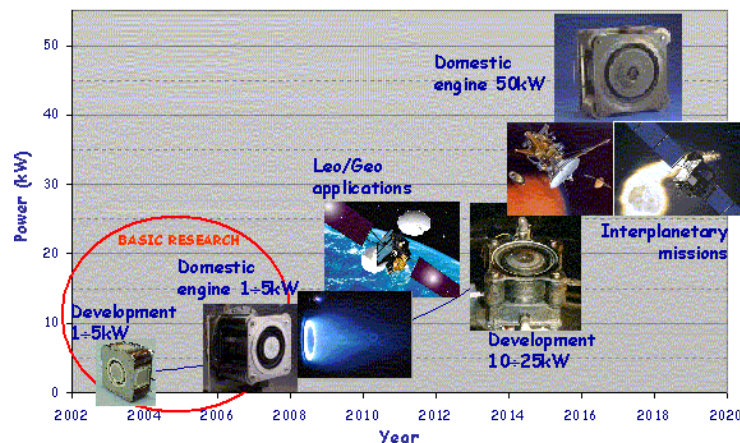 50
40
30
20
10
0
Power (kW)
Domestic
engine 50kW
Leo/Geo
applications
BASIC RESEARCH
Domestic
engine 1÷5kW
Development
1÷5kW
Interplanetary
missions
Development
10÷25kW
2002 2004 2006 2008 2010 2012 2014 2016 2018 2020
Year